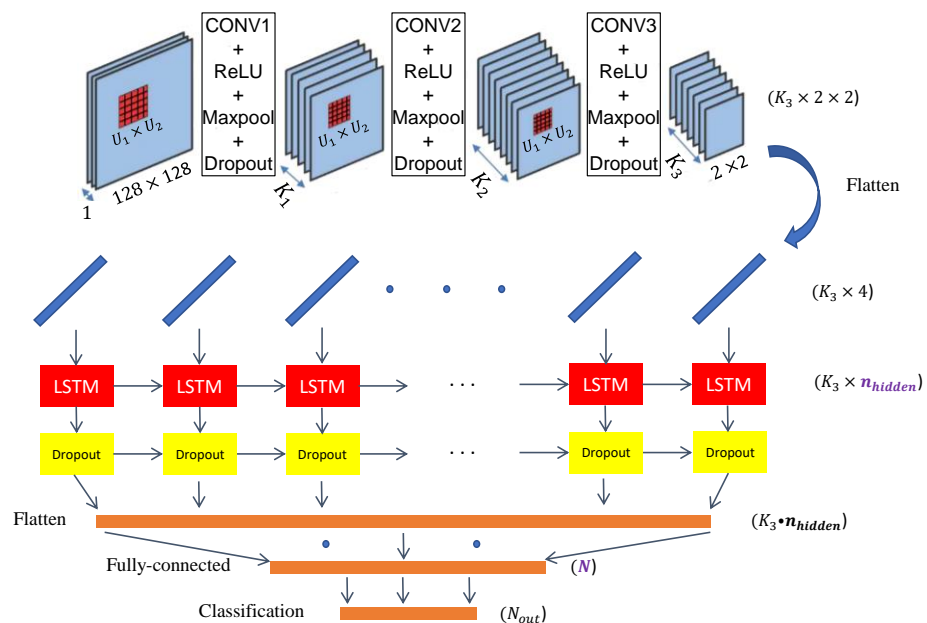 CONV1
+
ReLU
+
Maxpool
+
Dropout
CONV2
+
ReLU
+
Maxpool
+
Dropout
CONV3
+
ReLU
+
Maxpool
+
Dropout
U₁ × U₂
U₁ × U₂
U₁ × U₂
1
128 × 128
K₁
K₂
K₃
2 ×2
(K₃ × 2 × 2)
Flatten
(K₃ × 4)
LSTM LSTM LSTM · · · LSTM LSTM
(K₃ × n_hidden)
Dropout Dropout Dropout · · · Dropout Dropout
Flatten
(K₃•n_hidden)
Fully-connected
(N)
Classification
(N_out)